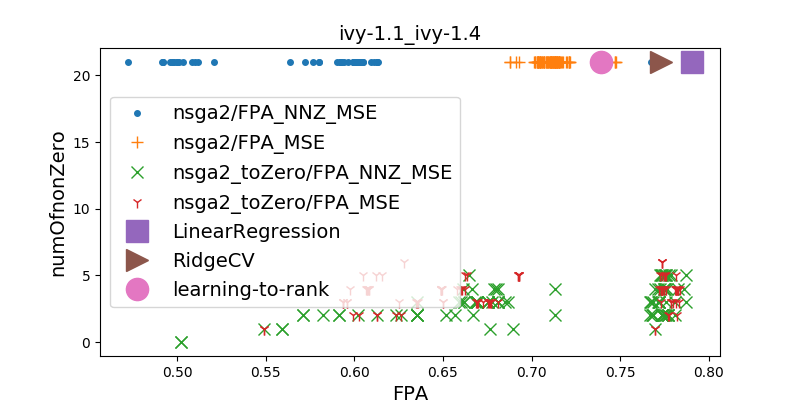 ivy-1.1_ivy-1.4
20
15
10
5
0
numOfnonZero
nsga2/FPA_NNZ_MSE
nsga2/FPA_MSE
nsga2_toZero/FPA_NNZ_MSE
nsga2_toZero/FPA_MSE
LinearRegression
RidgeCV
learning-to-rank
0.50 0.55 0.60 0.65 0.70 0.75 0.80
FPA